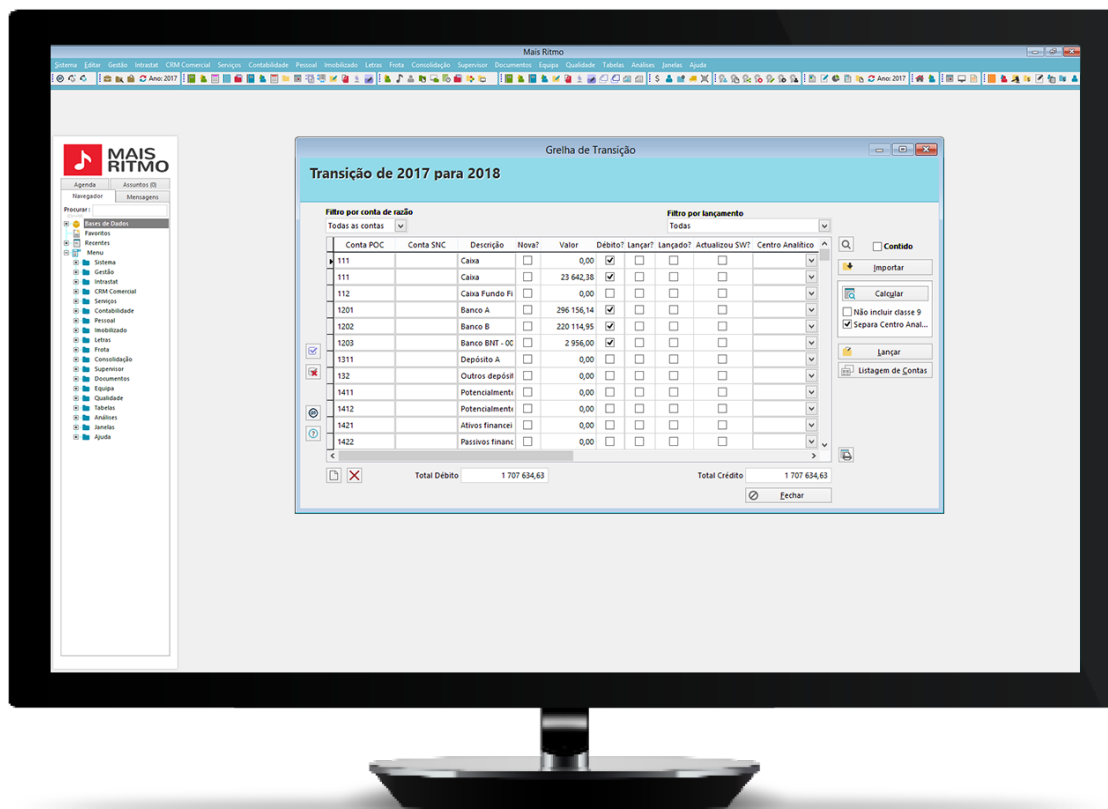 Mais Ritmo
Sistema Editar Gestão Intrastat CRM Comercial Serviços Contabilidade Pessoal Imobilizado Letras Frota Consolidação Supervisor Documentos Equipa Qualidade Tabelas Análises Janelas Ajuda
Ano: 2017 Ano: 2017
MAIS
RITMO
Agenda Assuntos (0)
Navegador Mensagens
Procurar:
Bases de Dados
Favoritos
Recentes
Menu
Sistema
Gestão
Intrastat
CRM Comercial
Serviços
Contabilidade
Pessoal
Imobilizado
Letras
Frota
Consolidação
Supervisor
Documentos
Equipa
Qualidade
Tabelas
Análises
Janelas
Ajuda
Grelha de Transição
Transição de 2017 para 2018
Filtro por conta de razão Filtro por lançamento
Todas as contas Todas
Conta POC Conta SNC Descrição Nova? Valor Débito? Lançar? Lançado? Actualizou SW? Centro Analítico
111 Caixa 0,00
111 Caixa 23 642,38
112 Caixa Fundo Fi 0,00
1201 Banco A 296 156,14
1202 Banco B 220 114,95
1203 Banco BNT - 00 2 956,00
1311 Depósito A 0,00
132 Outros depósit 0,00
1411 Potencialmente 0,00
1412 Potencialmente 0,00
1421 Ativos financei 0,00
1422 Passivos financ 0,00
Total Débito 1 707 634,63 Total Crédito 1 707 634,63
Fechar
Contido
Importar
Calcular
Não incluir classe 9
Separa Centro Anal...
Lançar
Listagem de Contas